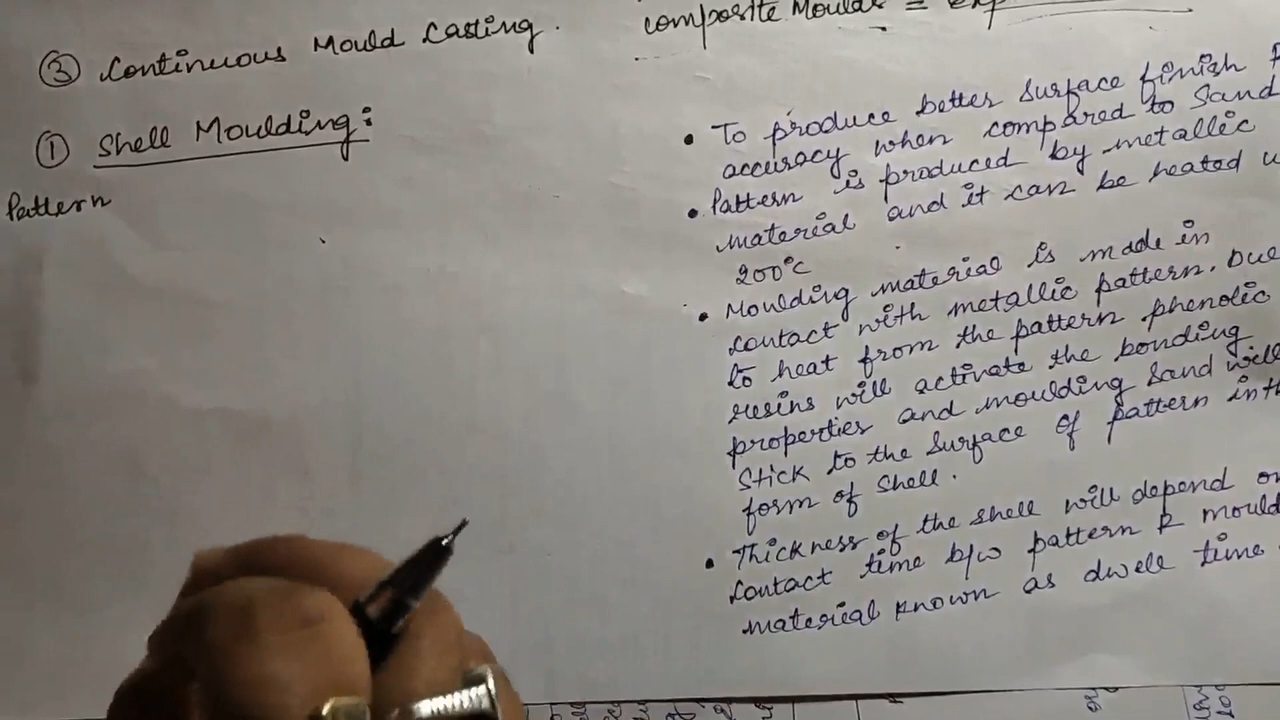 ③ Continuous Mould Casting.
① Shell Moulding:
Pattern
composite Moulds =
• To produce better surface finish &
accuracy when compared to Sand
• Pattern is produced by metallic
material and it can be heated
200°c
• Moulding material is made in
contact with metallic pattern. Due
to heat from the pattern phenolic
resins will activate the bonding
properties and moulding sand will
stick to the surface of pattern in th
form of shell.
• Thickness of the shell will depend on
contact time b/w pattern & mould
material known as dwell time.